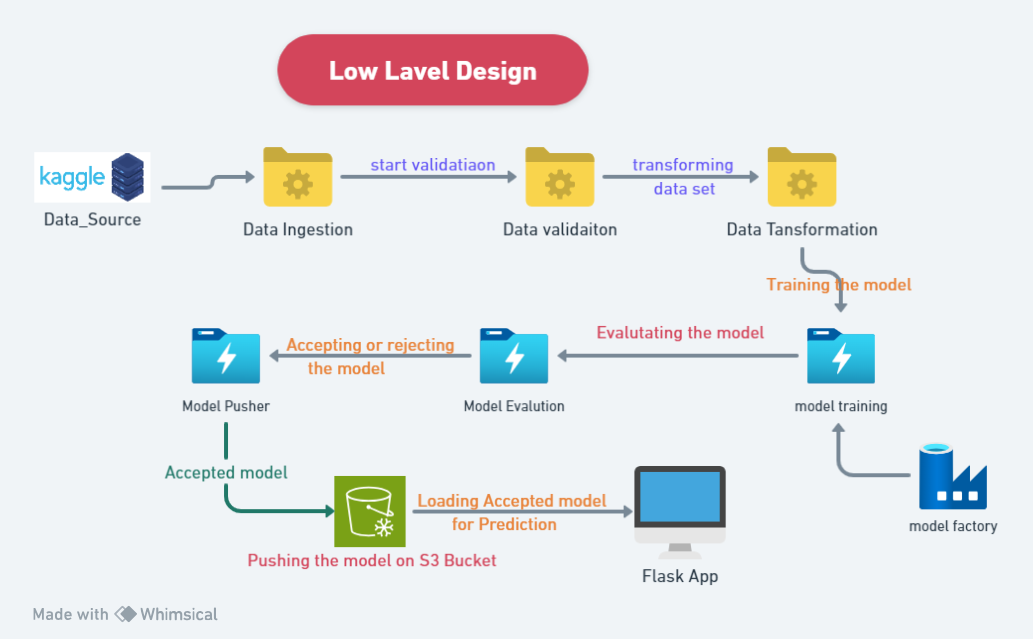 Low Lavel Design
kaggle
Data_Source
start validatiaon
transforming
data set
Data Ingestion
Data validaiton
Data Tansformation
Training the model
Evalutating the model
Accepting or rejecting
the model
Model Pusher
Model Evalution
model training
Accepted model
Loading Accepted model
for Prediction
model factory
Pushing the model on S3 Bucket
Flask App
Made with Whimsical